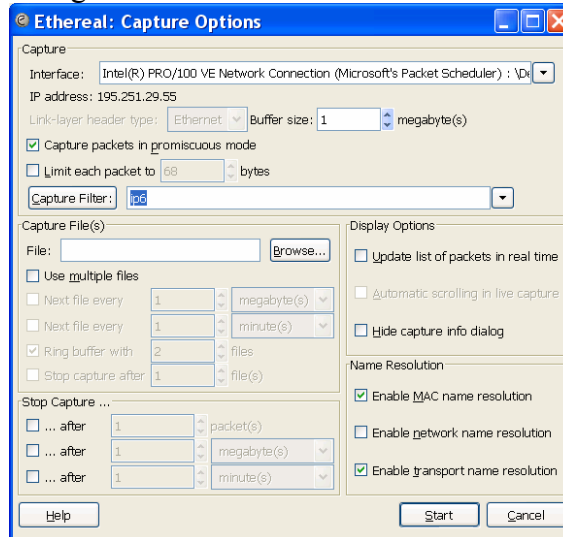 Ethereal: Capture Options
Capture
Interface: Intel(R) PRO/100 VE Network Connection (Microsoft's Packet Scheduler) : \De
IP address: 195.251.29.55
Link-layer header type: Ethernet Buffer size: 1 megabyte(s)
Capture packets in promiscuous mode
Limit each packet to 68 bytes
Capture Filter: ip6
Capture File(s)
File: Browse...
Use multiple files
Next file every 1 megabyte(s)
Next file every 1 minute(s)
Ring buffer with 2 files
Stop capture after 1 file(s)
Stop Capture ...
... after 1 packet(s)
... after 1 megabyte(s)
... after 1 minute(s)
Display Options
Update list of packets in real time
Automatic scrolling in live capture
Hide capture info dialog
Name Resolution
Enable MAC name resolution
Enable network name resolution
Enable transport name resolution
Help Start Cancel